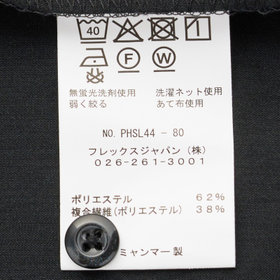 40
F W
無蛍光洗剤使用 洗濯ネット使用
弱く絞る あて布使用
NO. PHSL44 - 80
フレックスジャパン(株)
026-261-3001
ポリエステル 62%
複合繊維(ポリエステル) 38%
ミャンマー製